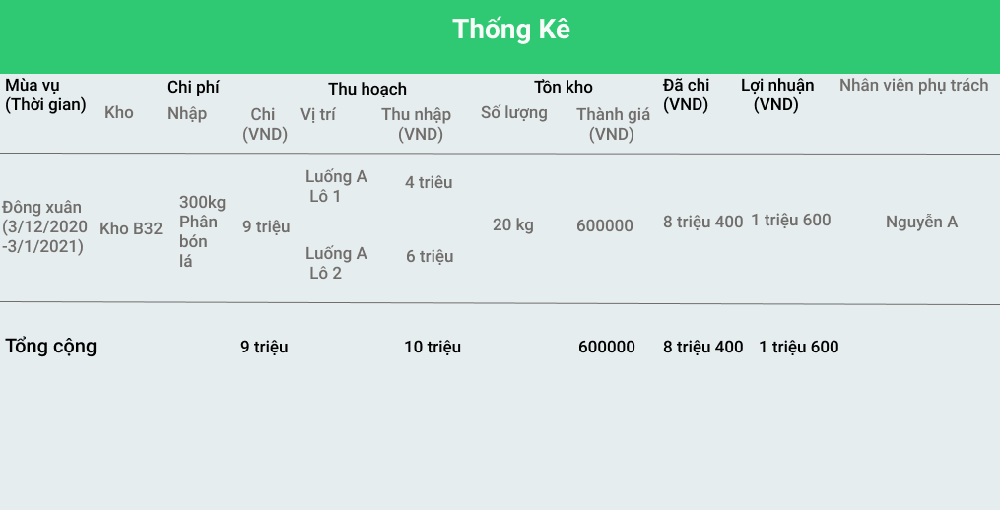 Thống Kê
Mùa vụ
(Thời gian)
Chi phí
Thu hoạch
Tồn kho
Đã chi
(VND)
Lợi nhuận
(VND)
Nhân viên phụ trách
Kho
Nhập
Chi
(VND)
Vị trí
Thu nhập
(VND)
Số lượng
Thành giá
(VND)
Đông xuân
(3/12/2020
-3/1/2021)
Kho B32
300kg
Phân
bón
lá
9 triệu
Luống A
Lô 1
4 triêu
Luống A
Lô 2
6 triệu
20 kg
600000
8 triệu 400
1 triệu 600
Nguyễn A
Tổng cộng
9 triệu
10 triệu
600000
8 triệu 400
1 triệu 600